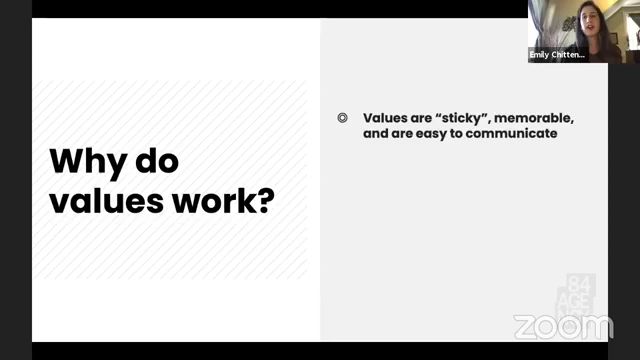 Emily Chitten...
Why do
values work?
Values are “sticky”, memorable,
and are easy to communicate
84
AGE
zoom